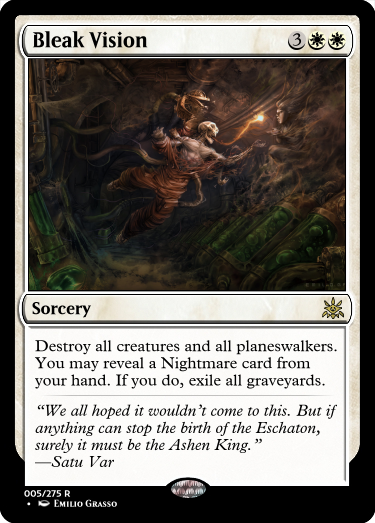 Bleak Vision 3
Sorcery
Destroy all creatures and all planeswalkers.
You may reveal a Nightmare card from
your hand. If you do, exile all graveyards.
“We all hoped it wouldn’t come to this. But if
anything can stop the birth of the Eschaton,
surely it must be the Ashen King.”
—Satu Var
005/275 R
• Emilio Grasso